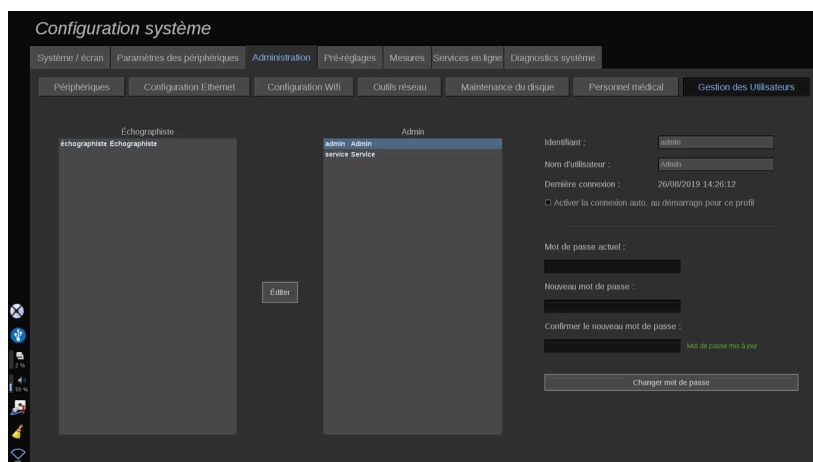 Configuration système
Système / écran
Paramètres des périphériques
Administration
Pré-réglages
Mesures
Services en ligne
Diagnostics système
Périphériques
Configuration Ethernet
Configuration Wifi
Outils réseau
Maintenance du disque
Personnel médical
Gestion des Utilisateurs
Échographiste
échographiste Échographiste
Éditer
Admin
admin Admin
service Service
Identifiant :
admin
Nom d'utilisateur :
Admin
Dernière connexion :
26/08/2019 14:26:12
Activer la connexion auto. au démarrage pour ce profil
Mot de passe actuel :
Nouveau mot de passe :
Confirmer le nouveau mot de passe :
Mot de passe mis à jour
Changer mot de passe
2 %